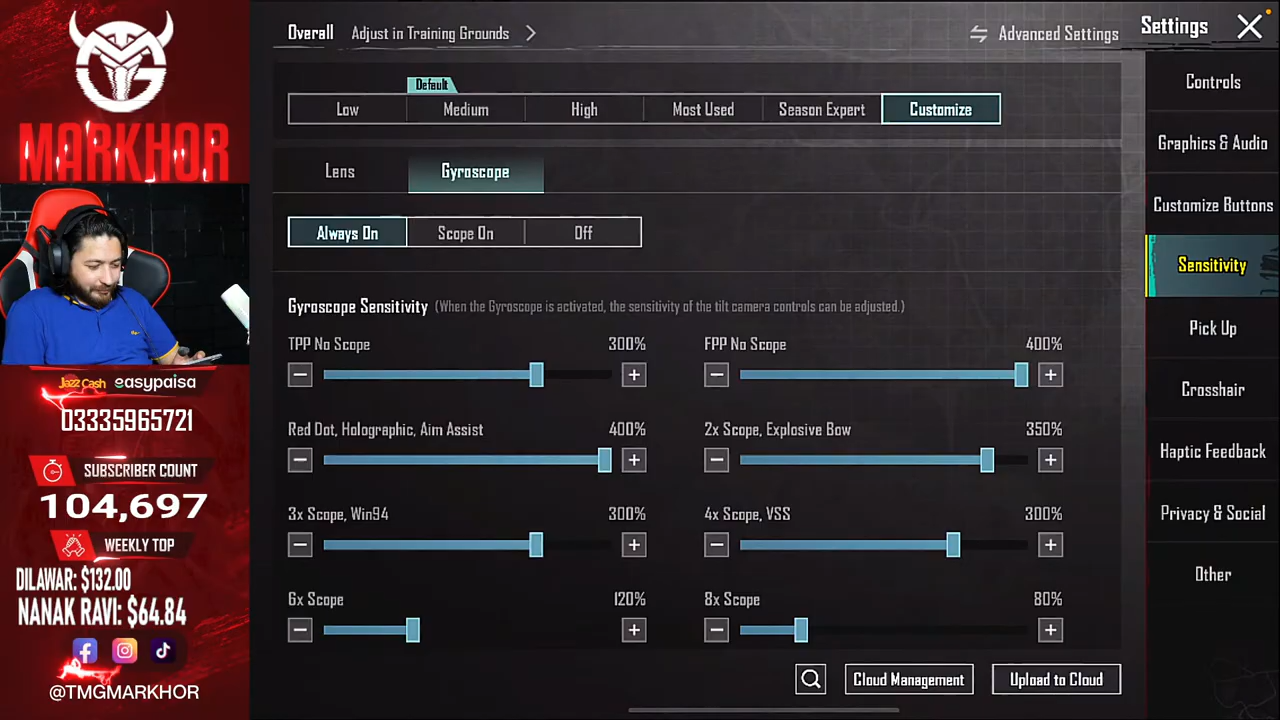 MARKHOR
Jazz Cash easypaisa
03335965721
SUBSCRIBER COUNT
104,697
WEEKLY TOP
DILAWAR: $132.00
NANAK RAVI: $64.84
@TMGMARKHOR
Overall Adjust in Training Grounds
Advanced Settings
Settings
Default
Low Medium High Most Used Season Expert Customize
Lens Gyroscope
Always On Scope On Off
Gyroscope Sensitivity (When the Gyroscope is activated, the sensitivity of the tilt camera controls can be adjusted.)
TPP No Scope 300% FPP No Scope 400%
Red Dot, Holographic, Aim Assist 400% 2x Scope, Explosive Bow 350%
3x Scope, Win94 300% 4x Scope, VSS 300%
6x Scope 120% 8x Scope 80%
Cloud Management Upload to Cloud
Controls
Graphics & Audio
Customize Buttons
Sensitivity
Pick Up
Crosshair
Haptic Feedback
Privacy & Social
Other